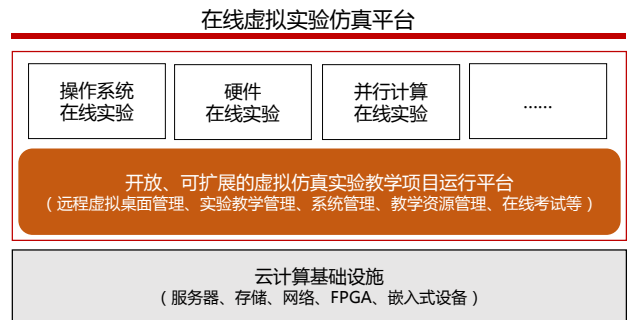 在线虚拟实验仿真平台
操作系统
在线实验
硬件
在线实验
并行计算
在线实验
......
开放、可扩展的虚拟仿真实验教学项目运行平台
（远程虚拟桌面管理、实验教学管理、系统管理、教学资源管理、在线考试等）
云计算基础设施
（服务器、存储、网络、FPGA、嵌入式设备）